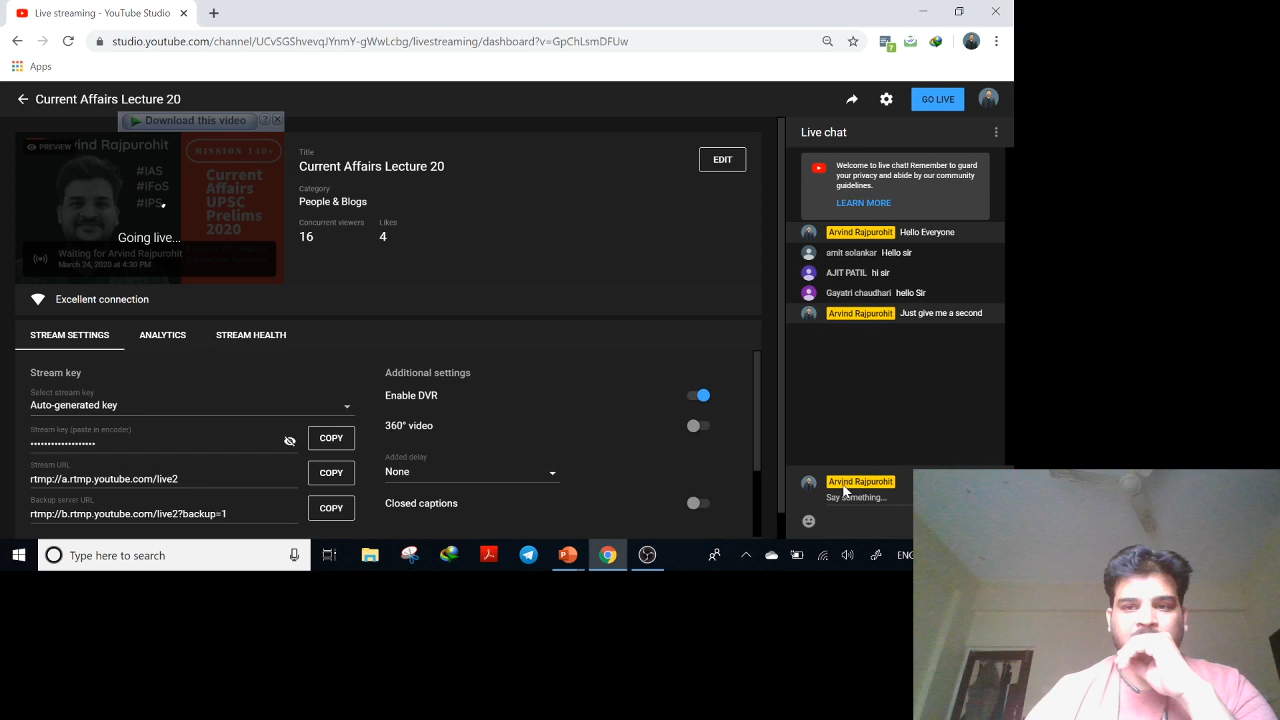 Live streaming - YouTube Studio
studio.youtube.com/channel/UCvSGShvevqJYnmY-gWwLcbg/livestreaming/dashboard?v=GpChLsmDFUw
7
Apps
Current Affairs Lecture 20
GO LIVE
Download this video
?
PREVIEW
vind Rajpurohit
#IAS
#IFoS
#IPS
MISSION 140+
Current
Affairs
UPSC
Prelims
2020
Going live...
Waiting for Arvind Rajpurohit
March 24, 2020 at 4:30 PM
Title
Current Affairs Lecture 20
EDIT
Category
People & Blogs
Concurrent viewers
Likes
16
4
Excellent connection
STREAM SETTINGS
ANALYTICS
STREAM HEALTH
Stream key
Select stream key
Auto-generated key
Stream key (paste in encoder)
••••••••••••••••••••
COPY
Stream URL
rtmp://a.rtmp.youtube.com/live2
COPY
Backup server URL
rtmp://b.rtmp.youtube.com/live2?backup=1
COPY
Additional settings
Enable DVR
360° video
Added delay
None
Closed captions
Live chat
Welcome to live chat! Remember to guard
your privacy and abide by our community
guidelines.
LEARN MORE
Arvind Rajpurohit Hello Everyone
amit solankar Hello sir
AJIT PATIL hi sir
Gayatri chaudhari hello Sir
Arvind Rajpurohit Just give me a second
Arvind Rajpurohit
Say something...
Type here to search
ENG